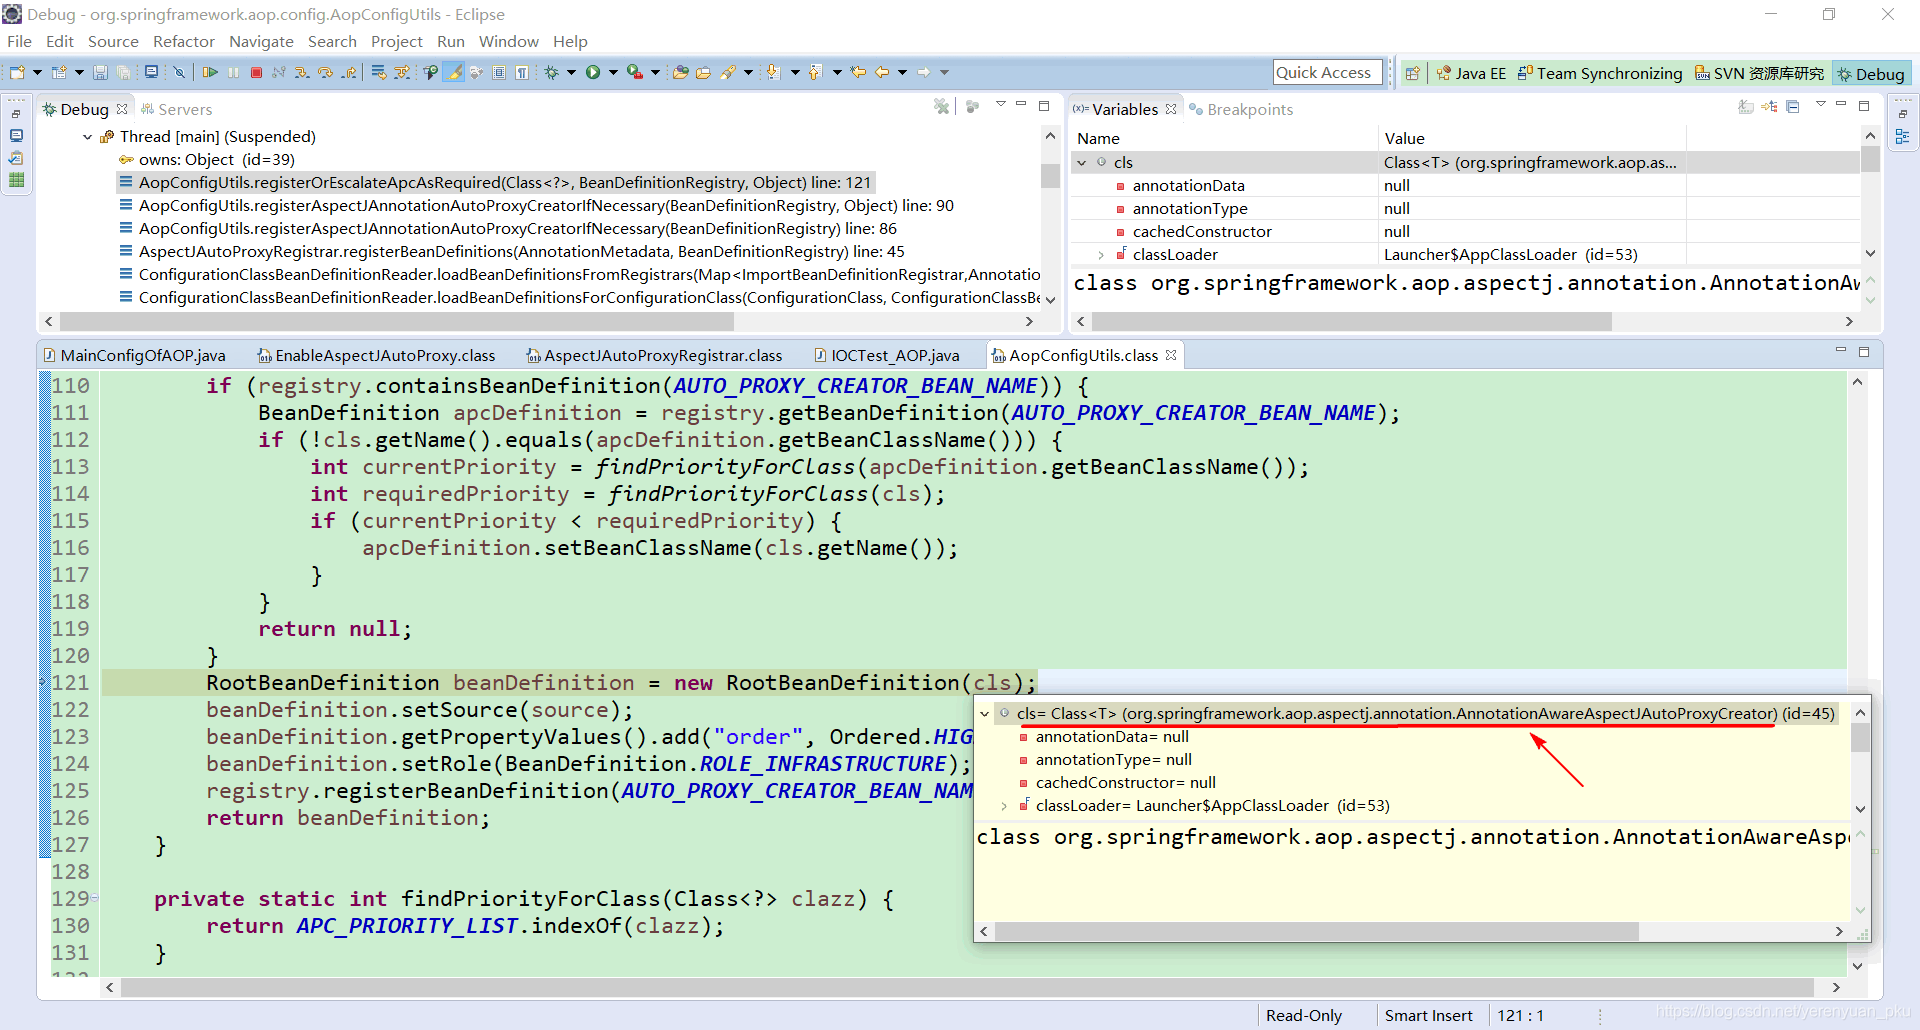 Debug - org.springframework.aop.config.AopConfigUtils - Eclipse
File Edit Source Refactor Navigate Search Project Run Window Help
Quick Access
Java EE
Team Synchronizing
SVN 资源库研究
Debug
Debug
Servers
Thread [main] (Suspended)
owns: Object (id=39)
AopConfigUtils.registerOrEscalateApcAsRequired(Class<?>, BeanDefinitionRegistry, Object) line: 121
AopConfigUtils.registerAspectJAnnotationAutoProxyCreatorIfNecessary(BeanDefinitionRegistry, Object) line: 90
AopConfigUtils.registerAspectJAnnotationAutoProxyCreatorIfNecessary(BeanDefinitionRegistry) line: 86
AspectJAutoProxyRegistrar.registerBeanDefinitions(AnnotationMetadata, BeanDefinitionRegistry) line: 45
ConfigurationClassBeanDefinitionReader.loadBeanDefinitionsFromRegistrars(Map<ImportBeanDefinitionRegistrar,Annotatio
ConfigurationClassBeanDefinitionReader.loadBeanDefinitionsForConfigurationClass(ConfigurationClass, ConfigurationClassBe
(x)= Variables
Breakpoints
Name Value
cls Class<T> (org.springframework.aop.as...
annotationData null
annotationType null
cachedConstructor null
classLoader Launcher$AppClassLoader (id=53)
class org.springframework.aop.aspectj.annotation.AnnotationAw
MainConfigOfAOP.java
EnableAspectJAutoProxy.class
AspectJAutoProxyRegistrar.class
IOCTest_AOP.java
AopConfigUtils.class
110 if (registry.containsBeanDefinition(AUTO_PROXY_CREATOR_BEAN_NAME)) {
111 BeanDefinition apcDefinition = registry.getBeanDefinition(AUTO_PROXY_CREATOR_BEAN_NAME);
112 if (!cls.getName().equals(apcDefinition.getBeanClassName())) {
113 int currentPriority = findPriorityForClass(apcDefinition.getBeanClassName());
114 int requiredPriority = findPriorityForClass(cls);
115 if (currentPriority < requiredPriority) {
116 apcDefinition.setBeanClassName(cls.getName());
117 }
118 }
119 return null;
120 }
121 RootBeanDefinition beanDefinition = new RootBeanDefinition(cls);
122 beanDefinition.setSource(source);
123 beanDefinition.getPropertyValues().add("order", Ordered.HIG
124 beanDefinition.setRole(BeanDefinition.ROLE_INFRASTRUCTURE);
125 registry.registerBeanDefinition(AUTO_PROXY_CREATOR_BEAN_NAM
126 return beanDefinition;
127 }
128
129 private static int findPriorityForClass(Class<?> clazz) {
130 return APC_PRIORITY_LIST.indexOf(clazz);
131 }
cls= Class<T> (org.springframework.aop.aspectj.annotation.AnnotationAwareAspectJAutoProxyCreator) (id=45)
annotationData= null
annotationType= null
cachedConstructor= null
classLoader= Launcher$AppClassLoader (id=53)
class org.springframework.aop.aspectj.annotation.AnnotationAwareAsp
Read-Only
Smart Insert
121 : 1
https://blog.csdn.net/yerenyuan_pku